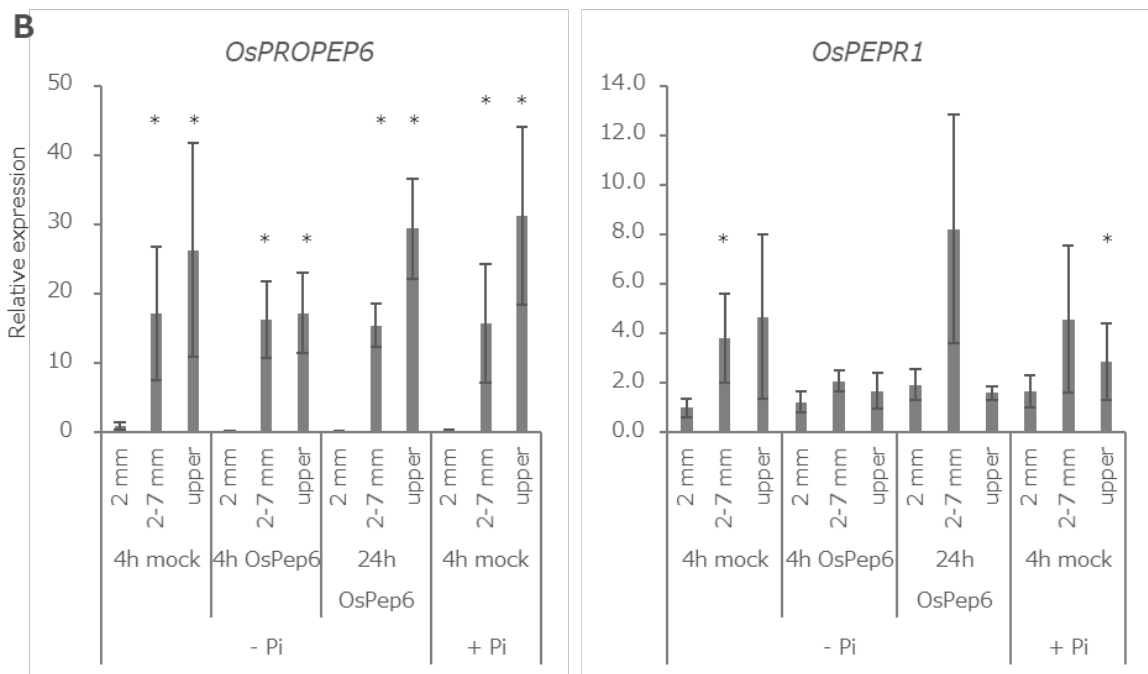 B
OsPROPEP6
Relative expression
50
40
30
20
10
0
* * * * * * * *
2 mm 2-7 mm upper 2 mm 2-7 mm upper 2 mm 2-7 mm upper 2 mm 2-7 mm upper
4h mock 4h OsPep6 24h OsPep6 4h mock
- Pi + Pi
OsPEPR1
14.0
12.0
10.0
8.0
6.0
4.0
2.0
0.0
* *
2 mm 2-7 mm upper 2 mm 2-7 mm upper 2 mm 2-7 mm upper 2 mm 2-7 mm upper
4h mock 4h OsPep6 24h OsPep6 4h mock
- Pi + Pi